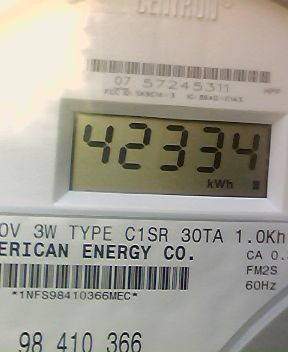 CENTRON®
07 57245311
42334
kWh
0V 3W TYPE C1SR 30TA 1.0Kh
ERICAN ENERGY CO.
CA 0.
FM2S
*1NFS98410366MEC*
60Hz
98 410 366